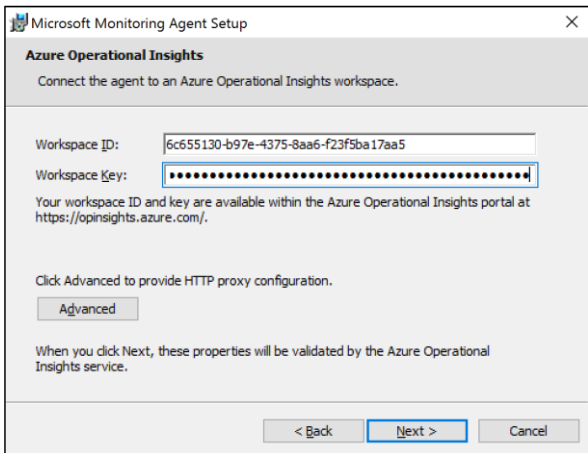 Microsoft Monitoring Agent Setup
Azure Operational Insights
Connect the agent to an Azure Operational Insights workspace.
Workspace ID: 6c655130-b97e-4375-8aa6-f23f5ba17aa5
Workspace Key: ●●●●●●●●●●●●●●●●●●●●●●●●●●●●●●●●●●●●●●●●●●●●
Your workspace ID and key are available within the Azure Operational Insights portal at
https://opinsights.azure.com/.
Click Advanced to provide HTTP proxy configuration.
Advanced
When you click Next, these properties will be validated by the Azure Operational
Insights service.
< Back Next > Cancel